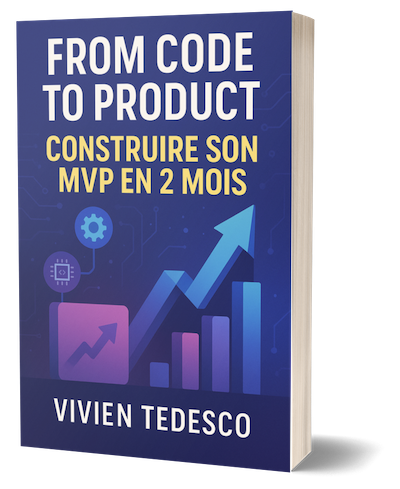 FROM CODE
TO PRODUCT
CONSTRUIRE SON
MVP EN 2 MOIS
VIVIEN TEDESCO